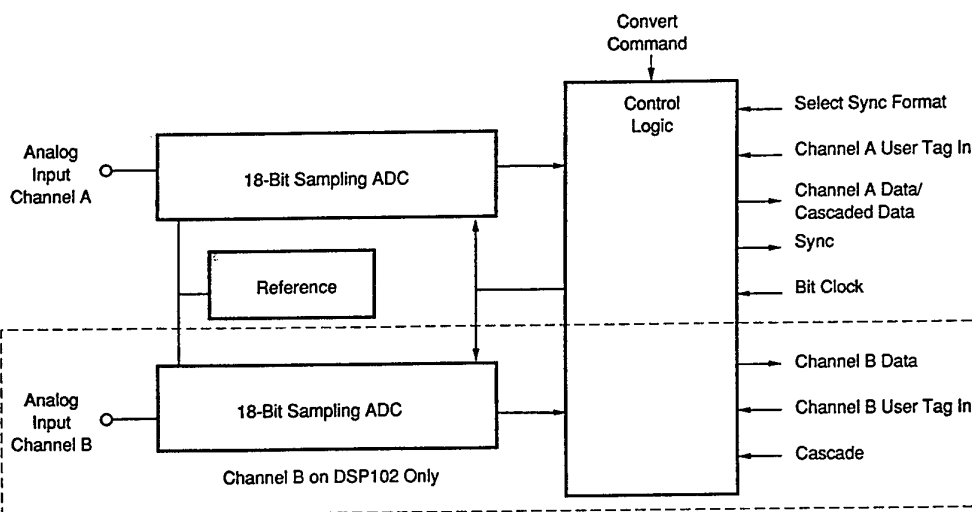 Convert
Command
Control
Logic
Analog
Input
Channel A
18-Bit Sampling ADC
Reference
Select Sync Format
Channel A User Tag In
Channel A Data/
Cascaded Data
Sync
Bit Clock
Analog
Input
Channel B
18-Bit Sampling ADC
Channel B on DSP102 Only
Channel B Data
Channel B User Tag In
Cascade